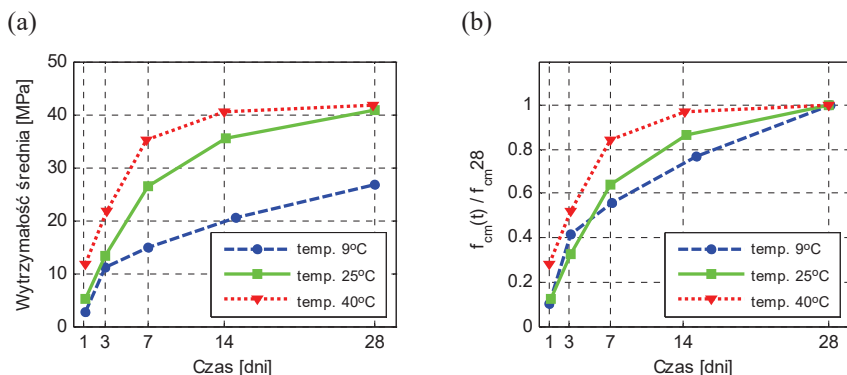 (a)
(b)
Wytrzymałość średnia [MPa]
50
40
30
20
10
0
temp. 9ºC
temp. 25ºC
temp. 40ºC
1 3 7 14 28
Czas [dni]
f_cm(t) / f_cm28
1
0.8
0.6
0.4
0.2
0
temp. 9ºC
temp. 25ºC
temp. 40ºC
1 3 7 14 28
Czas [dni]